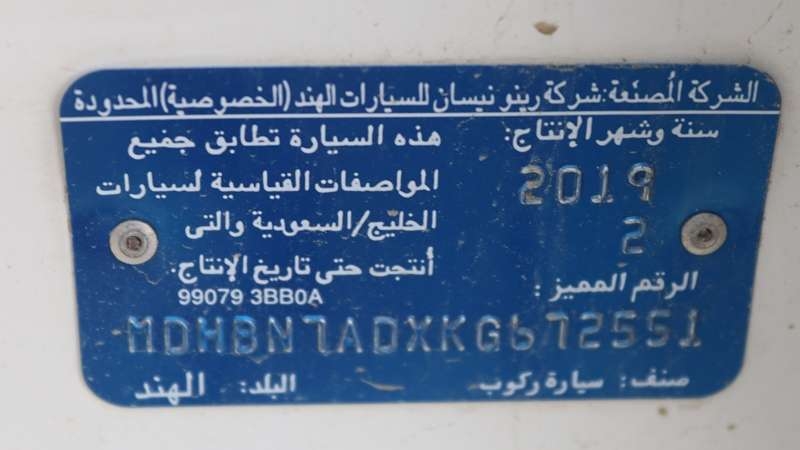 الشركة المُصنّعة: شركة رينو نيسان للسيارات الهند (الخصوصية) المحدودة
سنة وشهر الإنتاج:
2019
2
هذه السيارة تطابق جميع
المواصفات القياسية لسيارات
الخليج/السعودية والتى
أنتجت حتى تاريخ الإنتاج.
99079 3BB0A
الرقم المميز :
MDHBN7ADXKG672551
صنف: سيارة ركوب
البلد: الهند